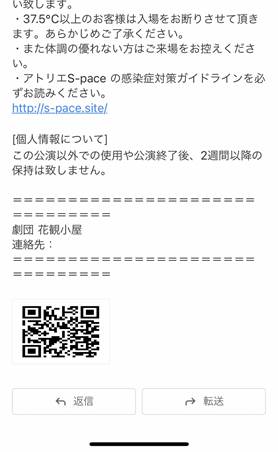 い致します。
・37.5℃以上のお客様は入場をお断りさせて頂き
ます。あらかじめご了承ください。
・また体調の優れない方はご来場をお控えくださ
い。
・アトリエS-pace の感染症対策ガイドラインを必
ずお読みください。
http://s-pace.site/
[個人情報について]
この公演以外での使用や公演終了後、2週間以降の
保持は致しません。
＝＝＝＝＝＝＝＝＝＝＝＝＝＝＝＝＝＝＝＝＝＝
＝＝＝＝＝＝＝＝＝
劇団 花観小屋
連絡先：
＝＝＝＝＝＝＝＝＝＝＝＝＝＝＝＝＝＝＝＝＝＝
＝＝＝＝＝＝＝＝＝
返信
転送